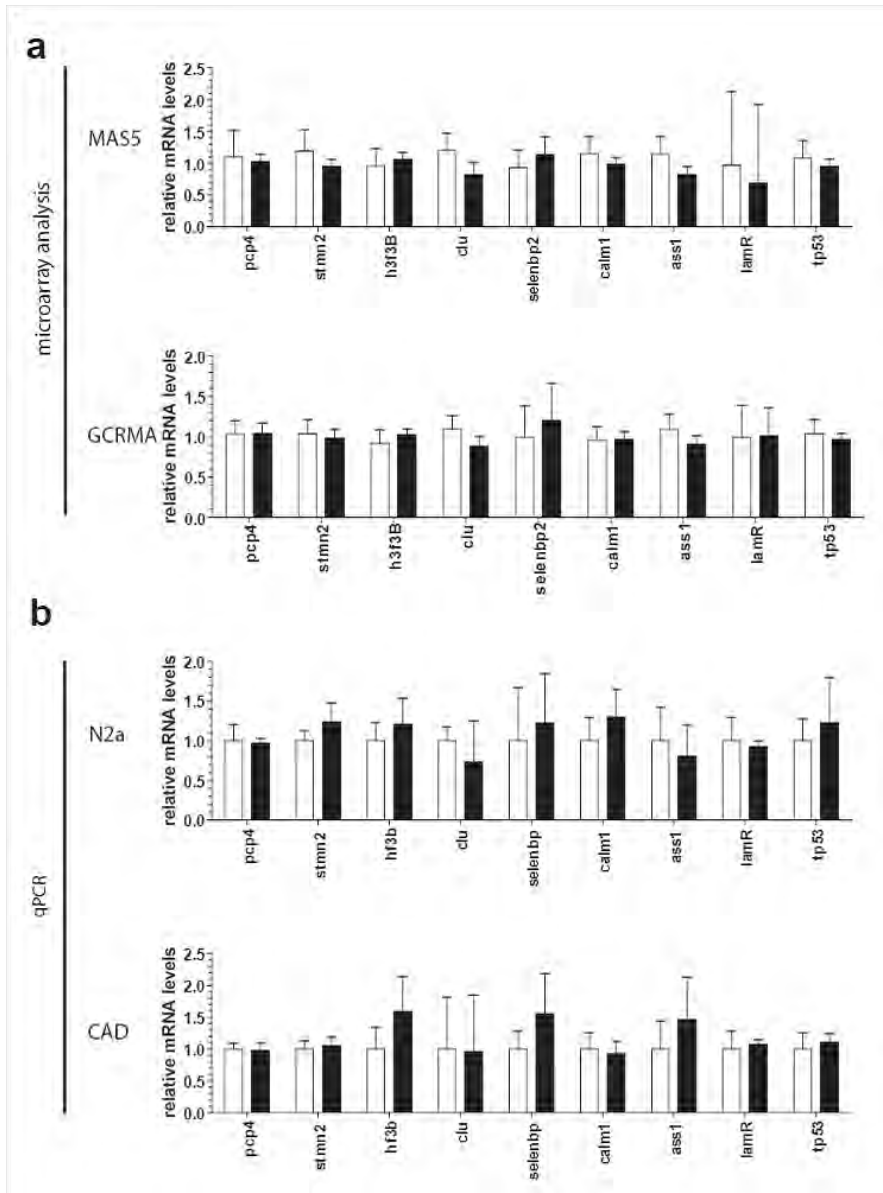 a
microarray analysis
MAS5
relative mRNA levels
2.5
2.0
1.5
1.0
0.5
0.0
pcp4
stmn2
h3f3B
clu
selenbp2
calm1
ass1
lamR
tp53
GCRMA
relative mRNA levels
2.0
1.5
1.0
0.5
0.0
pcp4
stmn2
h3f3B
clu
selenbp2
calm1
ass1
lamR
tp53
b
qPCR
N2a
relative mRNA levels
2.0
1.5
1.0
0.5
0.0
pcp4
stmn2
hf3b
clu
selenbp
calm1
ass1
lamR
tp53
CAD
relative mRNA levels
2.5
2.0
1.5
1.0
0.5
0.0
pcp4
stmn2
hf3b
clu
selenbp
calm1
ass1
lamR
tp53